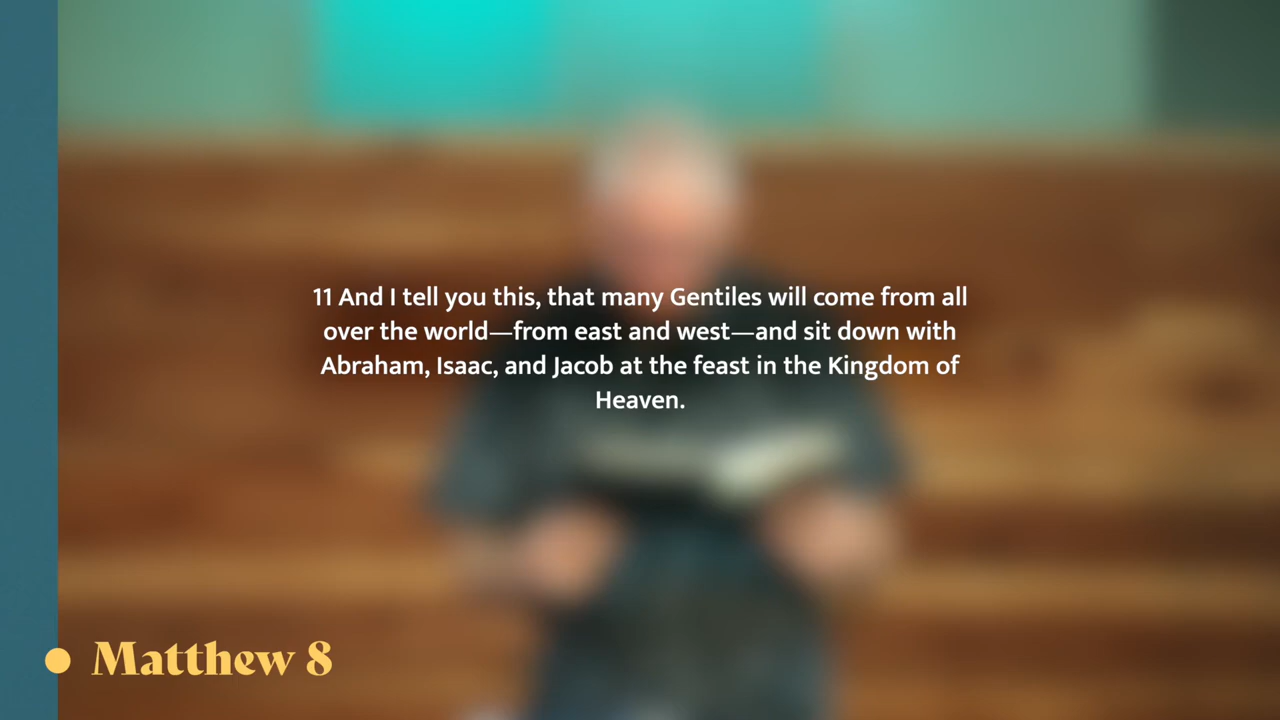 11 And I tell you this, that many Gentiles will come from all
over the world—from east and west—and sit down with
Abraham, Isaac, and Jacob at the feast in the Kingdom of
Heaven.
Matthew 8